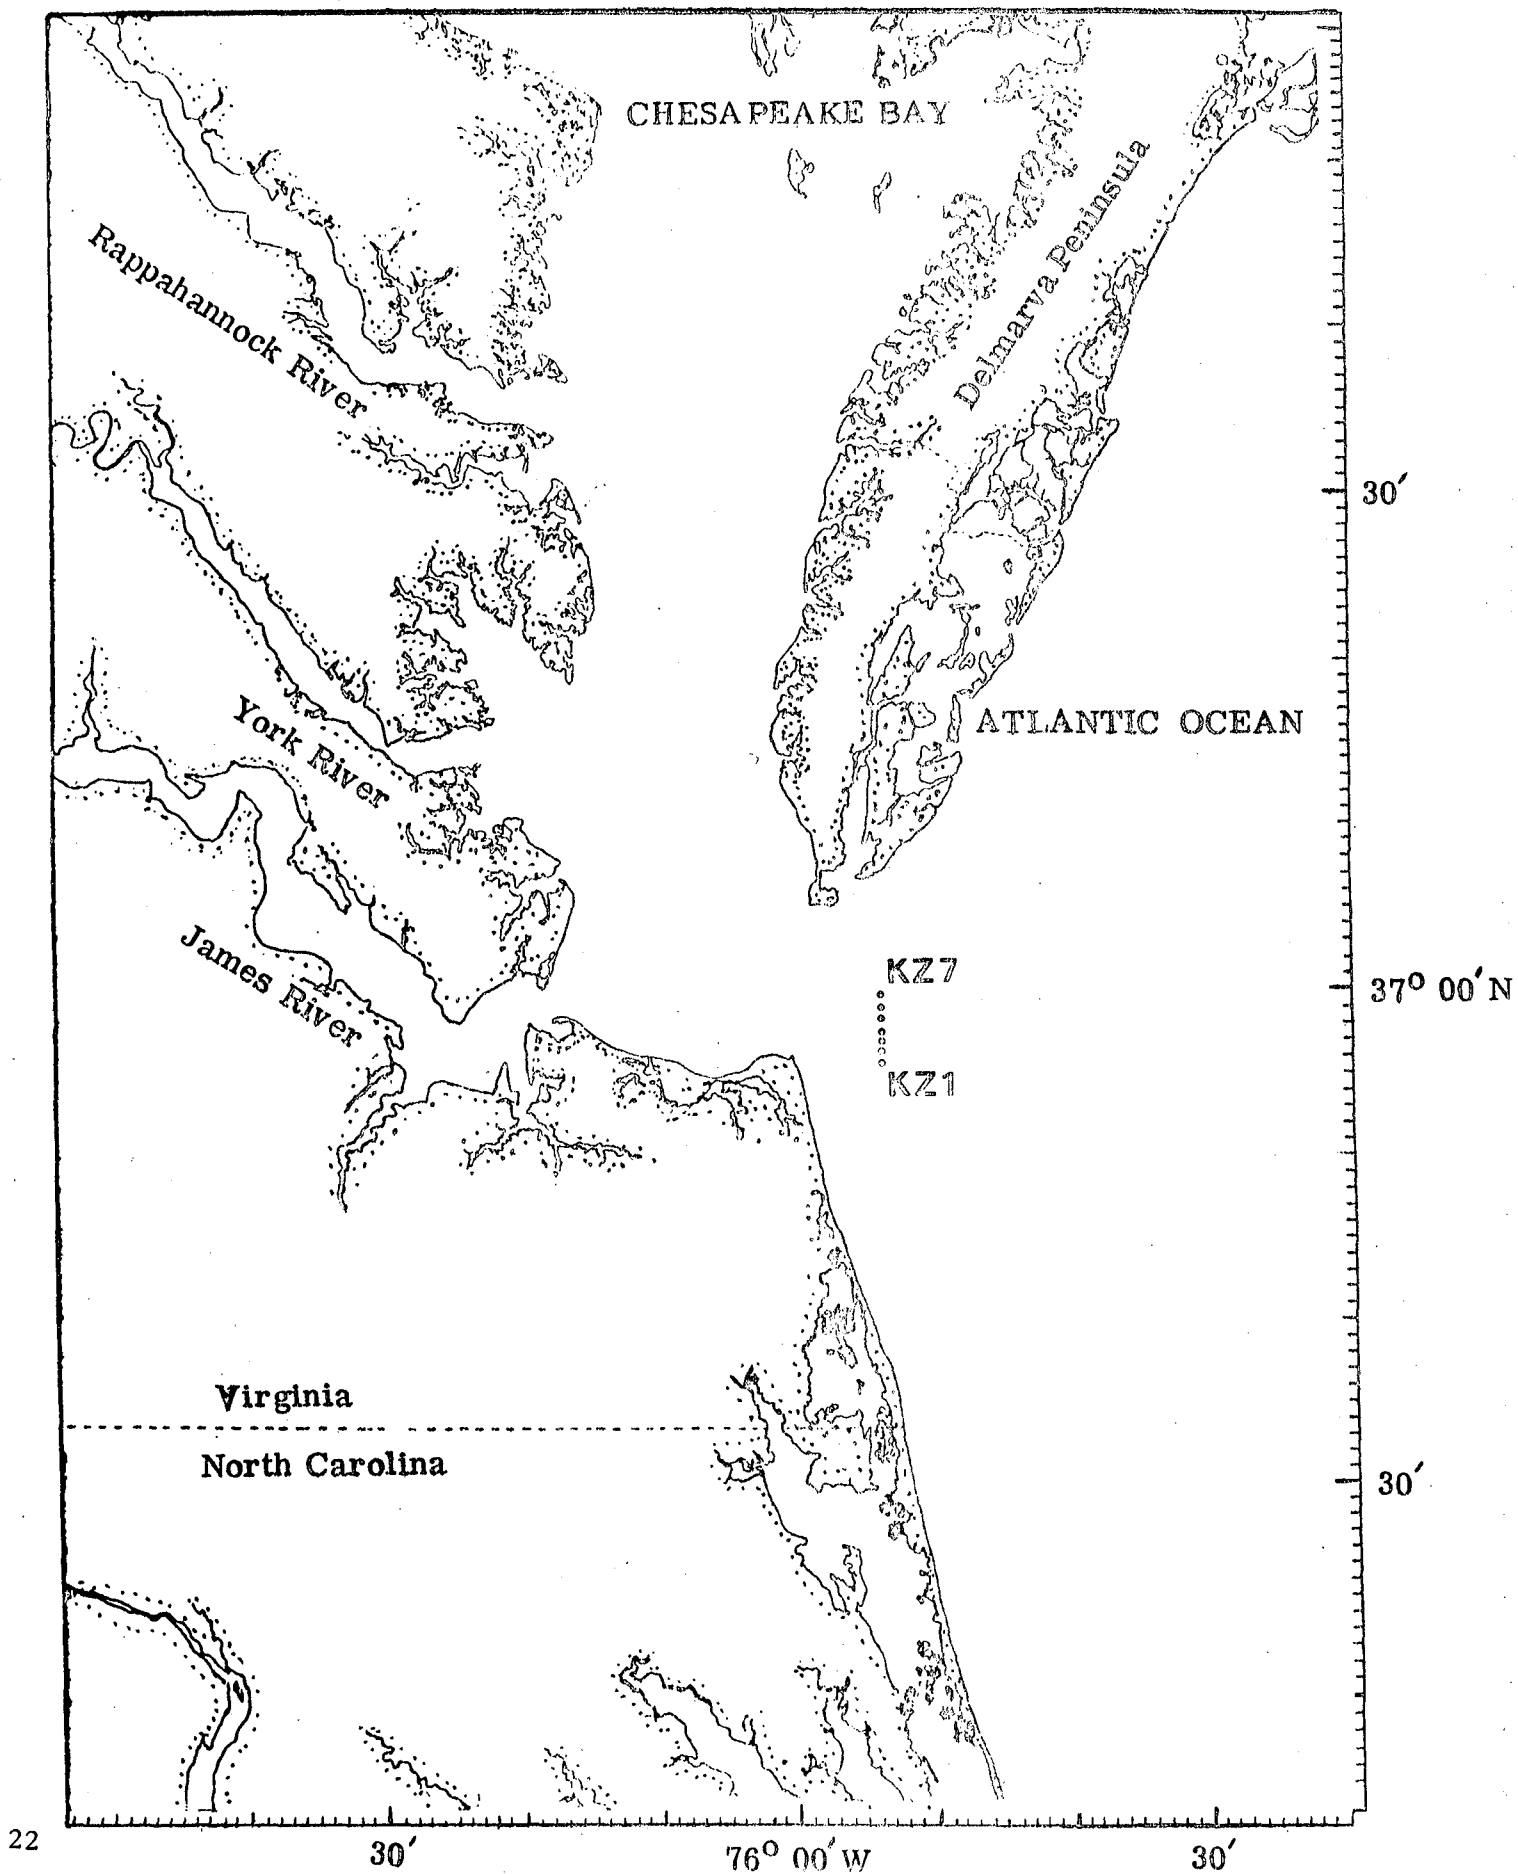 CHESAPEAKE BAY
Delmarva Peninsula
Rappahannock River
30′
York River
ATLANTIC OCEAN
James River
KZ7
37° 00′ N
KZ1
Virginia
North Carolina
30′
22
30′
76° 00′ W
30′